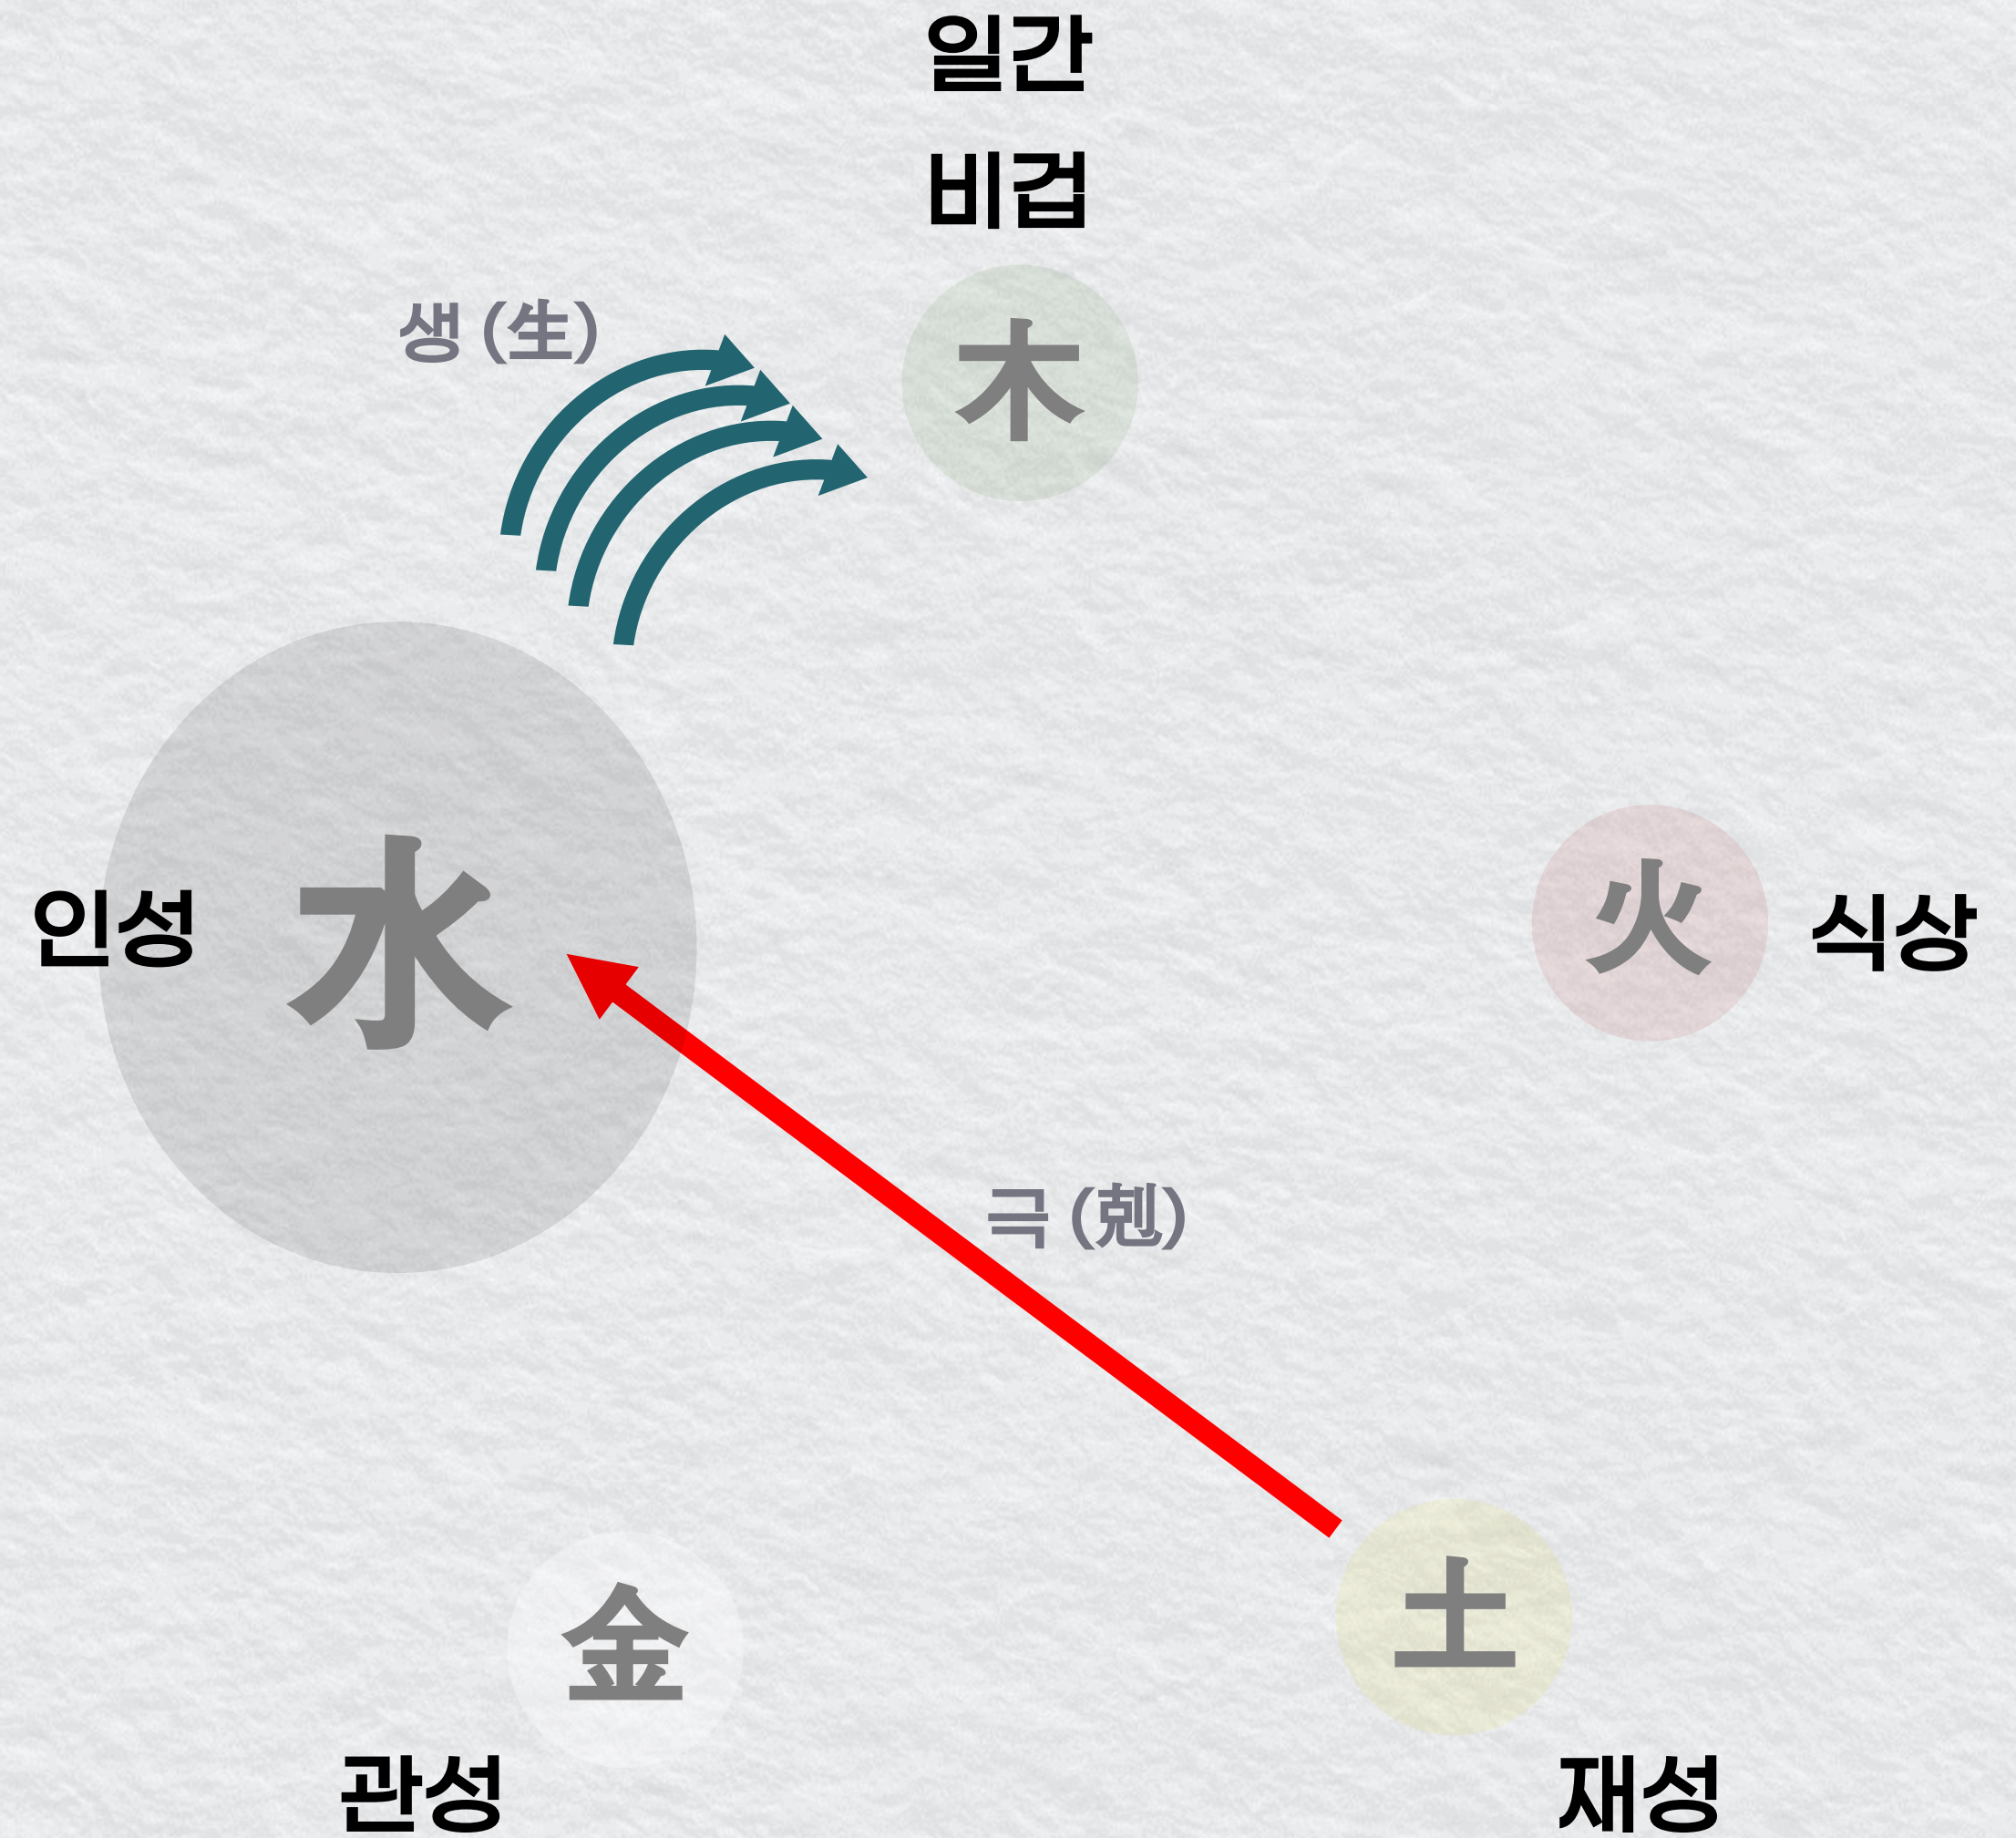 일간
비겁
생 (生)
木
水
인성
火
식상
극 (剋)
金
土
관성
재성